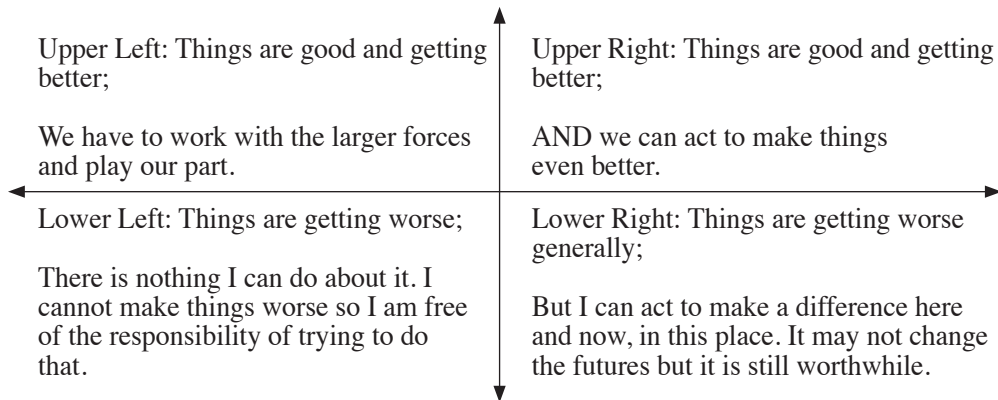 Upper Left: Things are good and getting
better;
We have to work with the larger forces
and play our part.
Upper Right: Things are good and getting
better;
AND we can act to make things
even better.
Lower Left: Things are getting worse;
There is nothing I can do about it. I
cannot make things worse so I am free
of the responsibility of trying to do
that.
Lower Right: Things are getting worse
generally;
But I can act to make a difference here
and now, in this place. It may not change
the futures but it is still worthwhile.